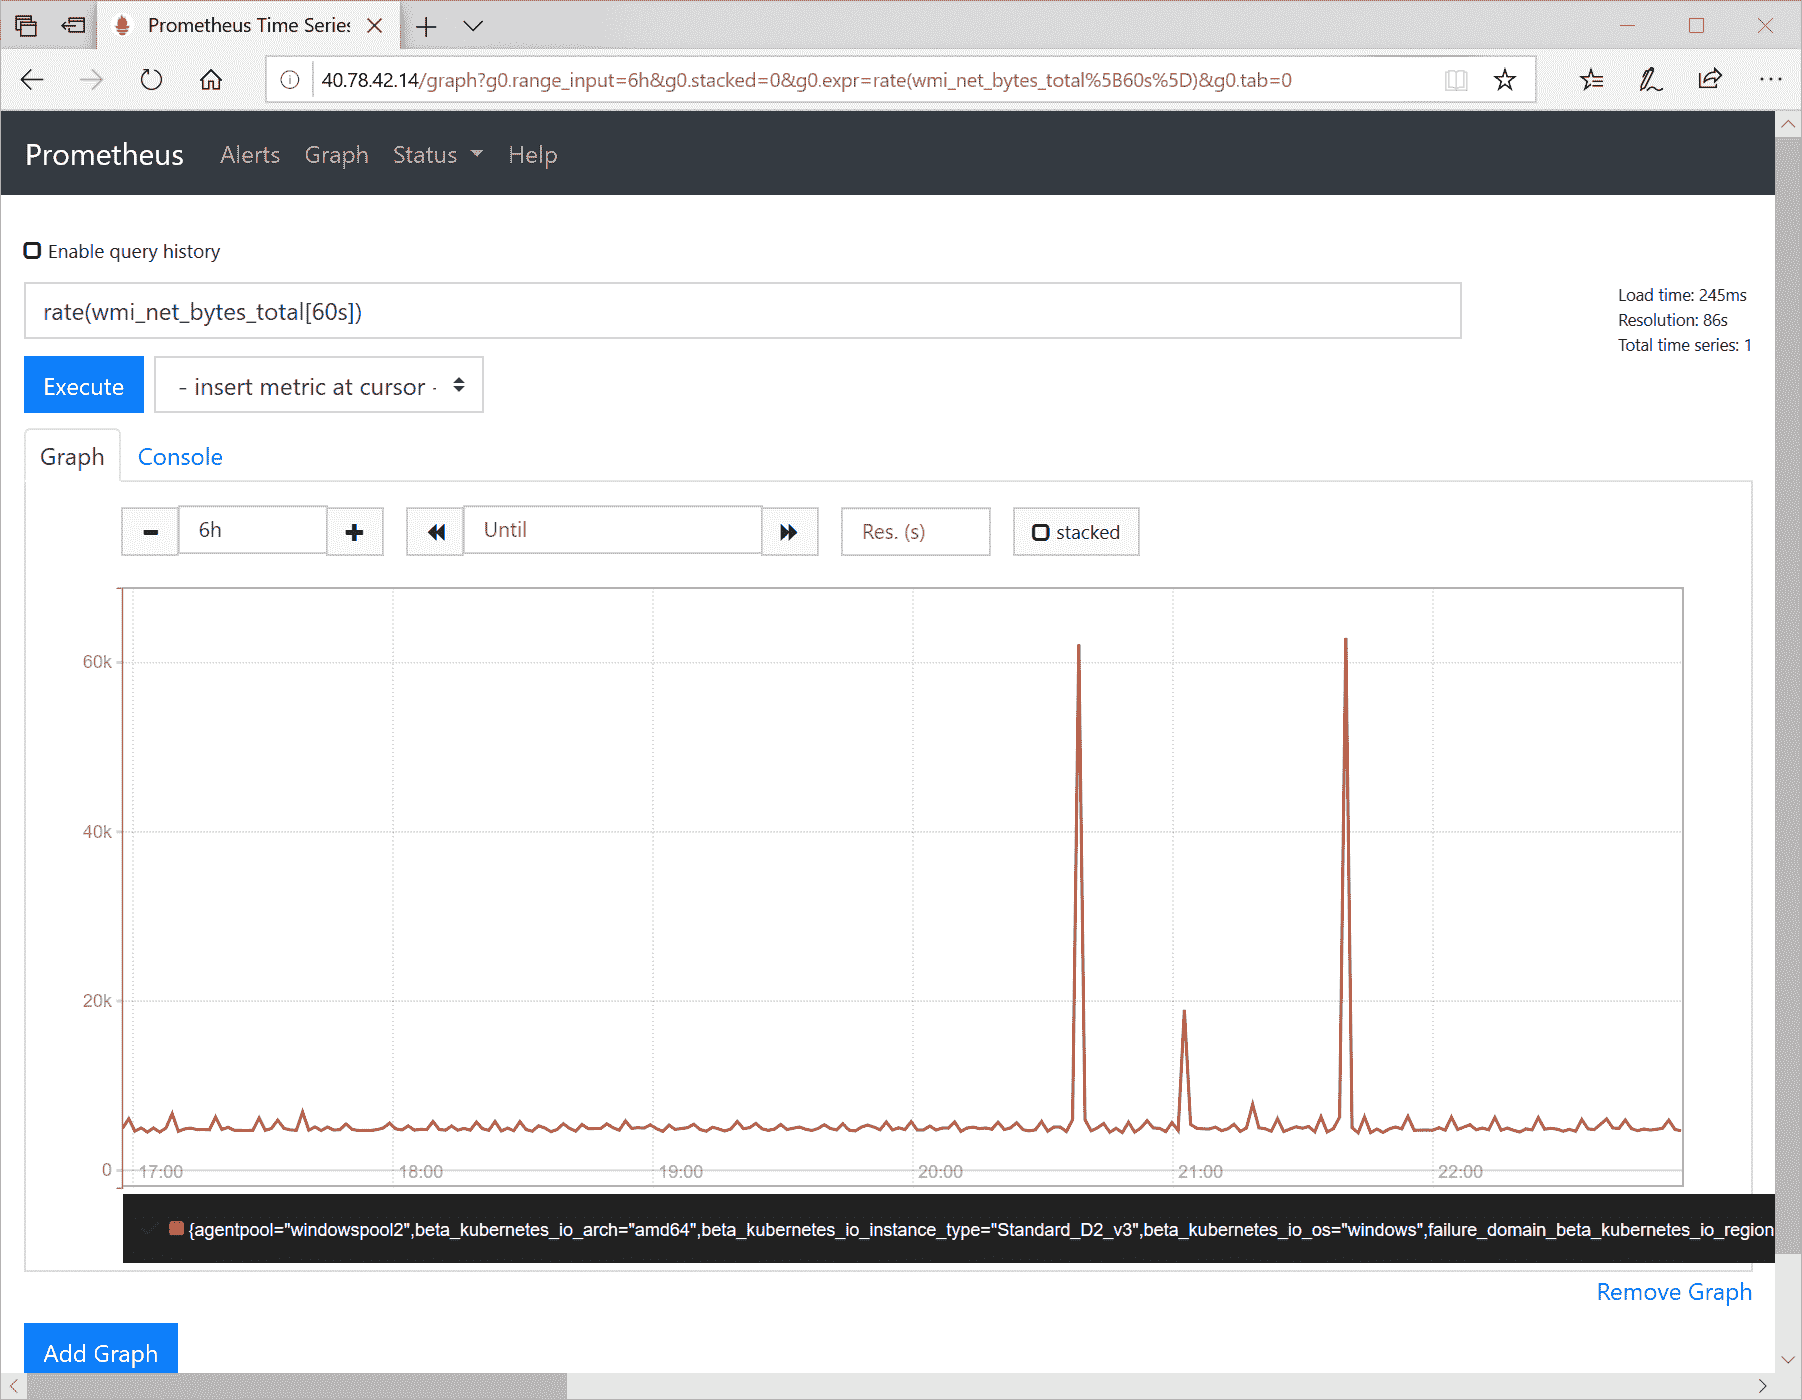 Prometheus Time Series
40.78.42.14/graph?g0.range_input=6h&g0.stacked=0&g0.expr=rate(wmi_net_bytes_total%5B60s%5D)&g0.tab=0
Prometheus Alerts Graph Status Help
Enable query history
rate(wmi_net_bytes_total[60s])
Load time: 245ms
Resolution: 86s
Total time series: 1
Execute - insert metric at cursor -
Graph Console
6h Until Res. (s) stacked
60k
40k
20k
0
17:00 18:00 19:00 20:00 21:00 22:00
{agentpool="windowspool2",beta_kubernetes_io_arch="amd64",beta_kubernetes_io_instance_type="Standard_D2_v3",beta_kubernetes_io_os="windows",failure_domain_beta_kubernetes_io_region
Remove Graph
Add Graph